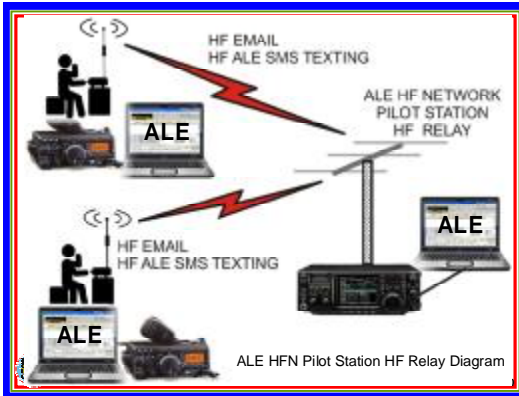 HF EMAIL
HF ALE SMS TEXTING
ALE HF NETWORK
PILOT STATION
HF RELAY
ALE
ALE
HF EMAIL
HF ALE SMS TEXTING
ALE
ALE HFN Pilot Station HF Relay Diagram